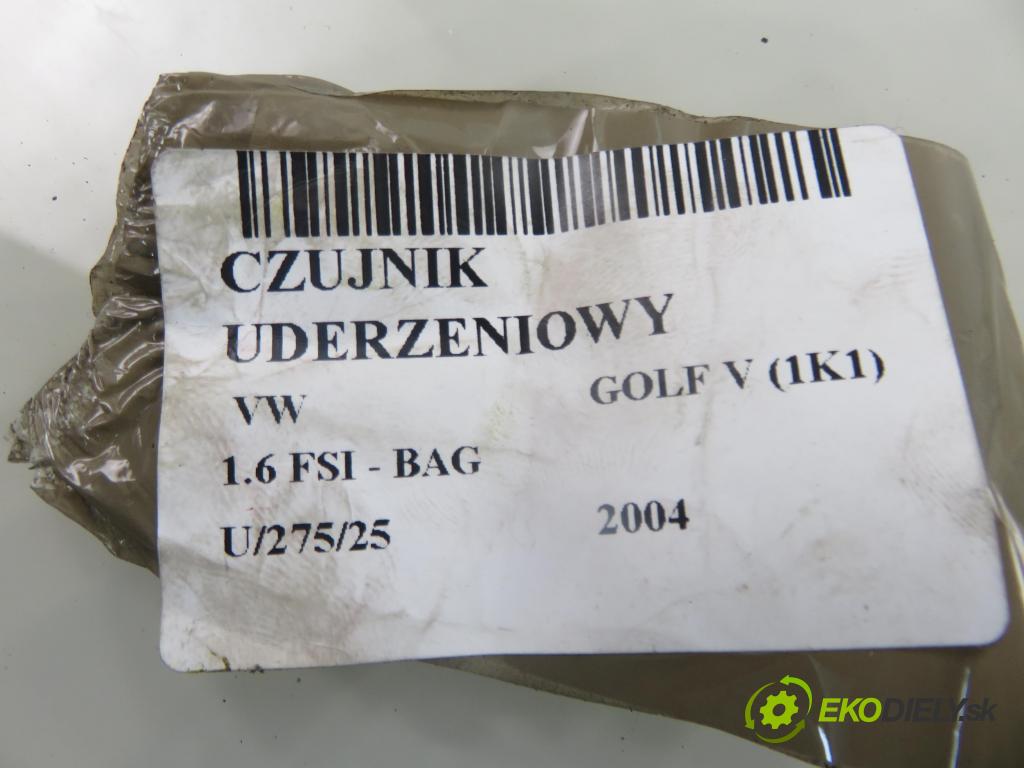 CZUJNIK
UDERZENIOWY
VW GOLF V (1K1)
1.6 FSI - BAG
U/275/25 2004
EKODIELY.sk